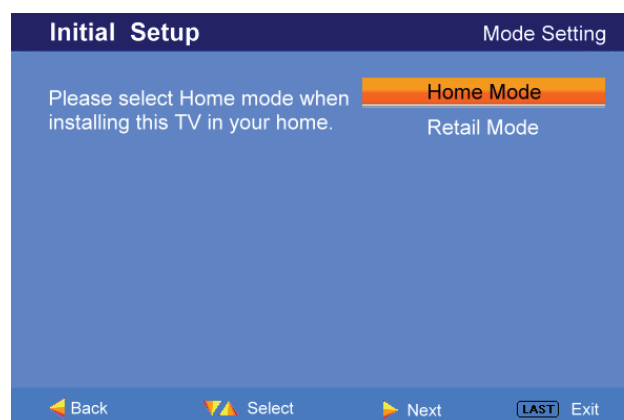 Initial Setup
Mode Setting
Please select Home mode when
installing this TV in your home.
Home Mode
Retail Mode
Back
Select
Next
LAST Exit